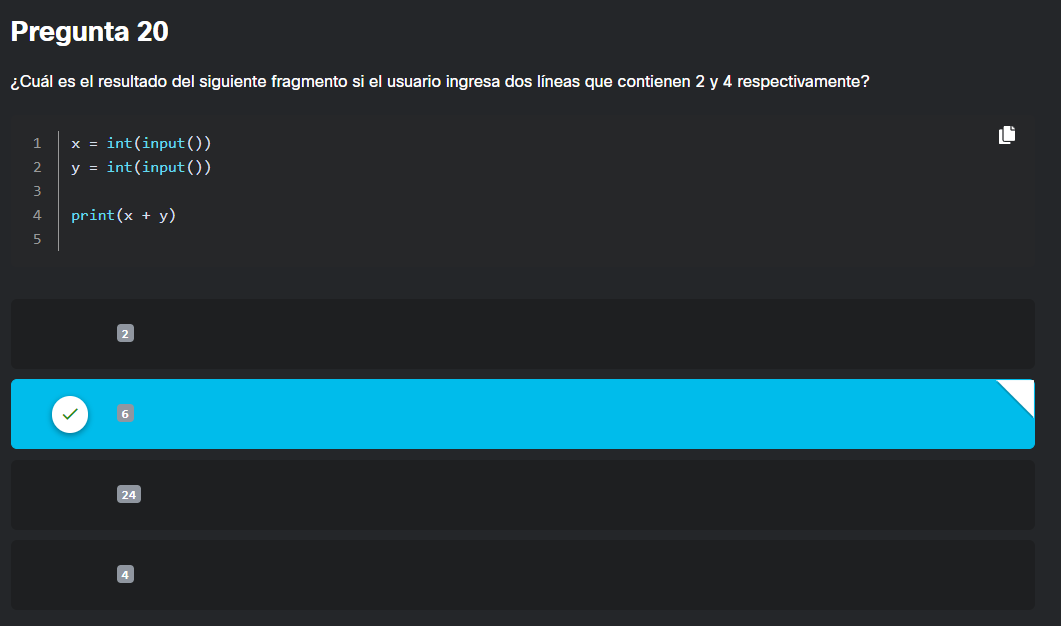 Pregunta 20
¿Cuál es el resultado del siguiente fragmento si el usuario ingresa dos líneas que contienen 2 y 4 respectivamente?
1 x = int(input())
2 y = int(input())
3
4 print(x + y)
5
2
6
24
4